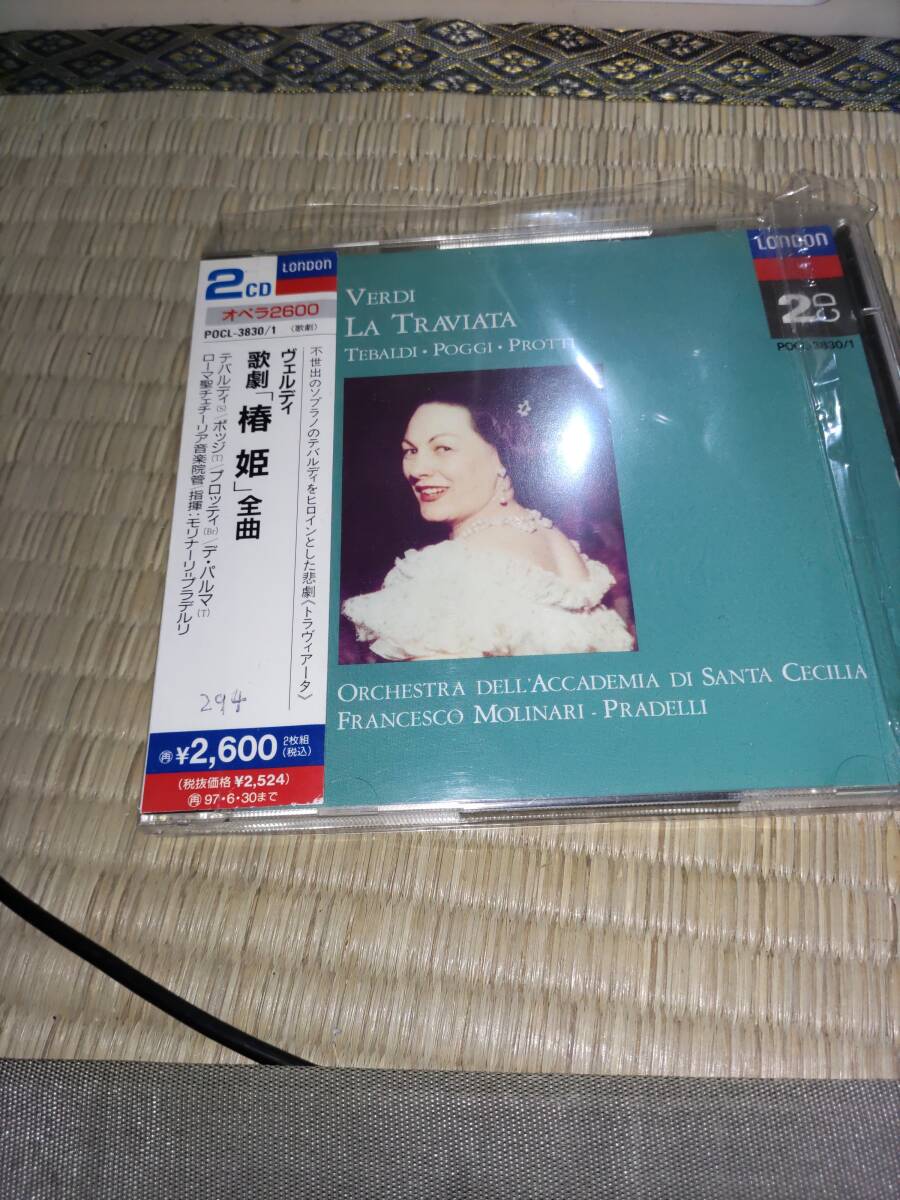 2CD
LONDON
オペラ2600
POCL-3830/1 〈歌劇〉
不世出のソプラノのテバルディをヒロインとした悲劇《トラヴィアータ》
ヴェルディ
歌劇「椿 姫」全曲
テバルディ(S)/ポッジ(T)/プロッティ(Br)/デ・パルマ(T)
ローマ聖チェチーリア音楽院管 指揮:モリナーリ=プラデルリ
294
再 ¥2,600 2枚組(税込)
(税抜価格 ¥2,524)
再 97・6・30まで
VERDI
LA TRAVIATA
TEBALDI · POGGI · PROTTI
LONDON
2CD
POCL-3830/1
ORCHESTRA DELL'ACCADEMIA DI SANTA CECILIA
FRANCESCO MOLINARI - PRADELLI